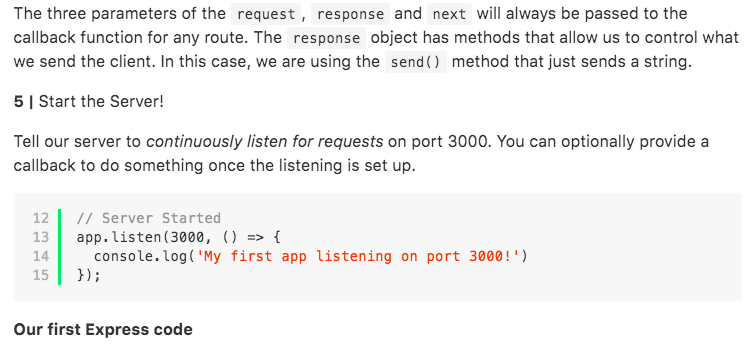 The three parameters of the request, response and next will always be passed to the
callback function for any route. The response object has methods that allow us to control what
we send the client. In this case, we are using the send() method that just sends a string.
5 | Start the Server!
Tell our server to continuously listen for requests on port 3000. You can optionally provide a
callback to do something once the listening is set up.
12 // Server Started
13 app.listen(3000, () => {
14   console.log('My first app listening on port 3000!')
15 });
Our first Express code